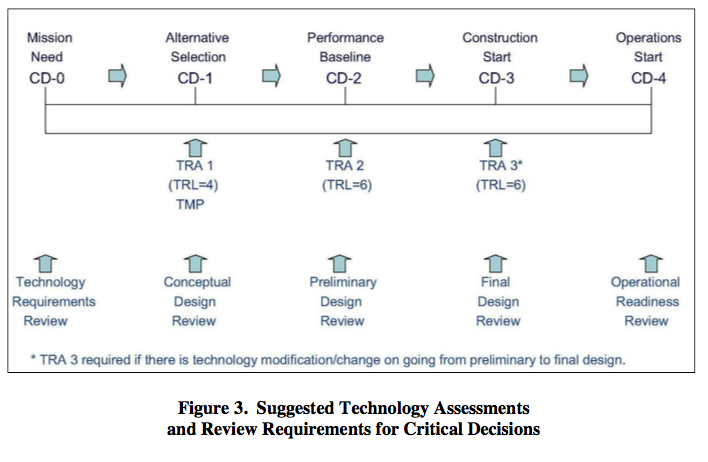 Mission
Need
CD-0
Alternative
Selection
CD-1
Performance
Baseline
CD-2
Construction
Start
CD-3
Operations
Start
CD-4
TRA 1
(TRL=4)
TMP
TRA 2
(TRL=6)
TRA 3*
(TRL=6)
Technology
Requirements
Review
Conceptual
Design
Review
Preliminary
Design
Review
Final
Design
Review
Operational
Readiness
Review
* TRA 3 required if there is technology modification/change on going from preliminary to final design.
Figure 3. Suggested Technology Assessments
and Review Requirements for Critical Decisions